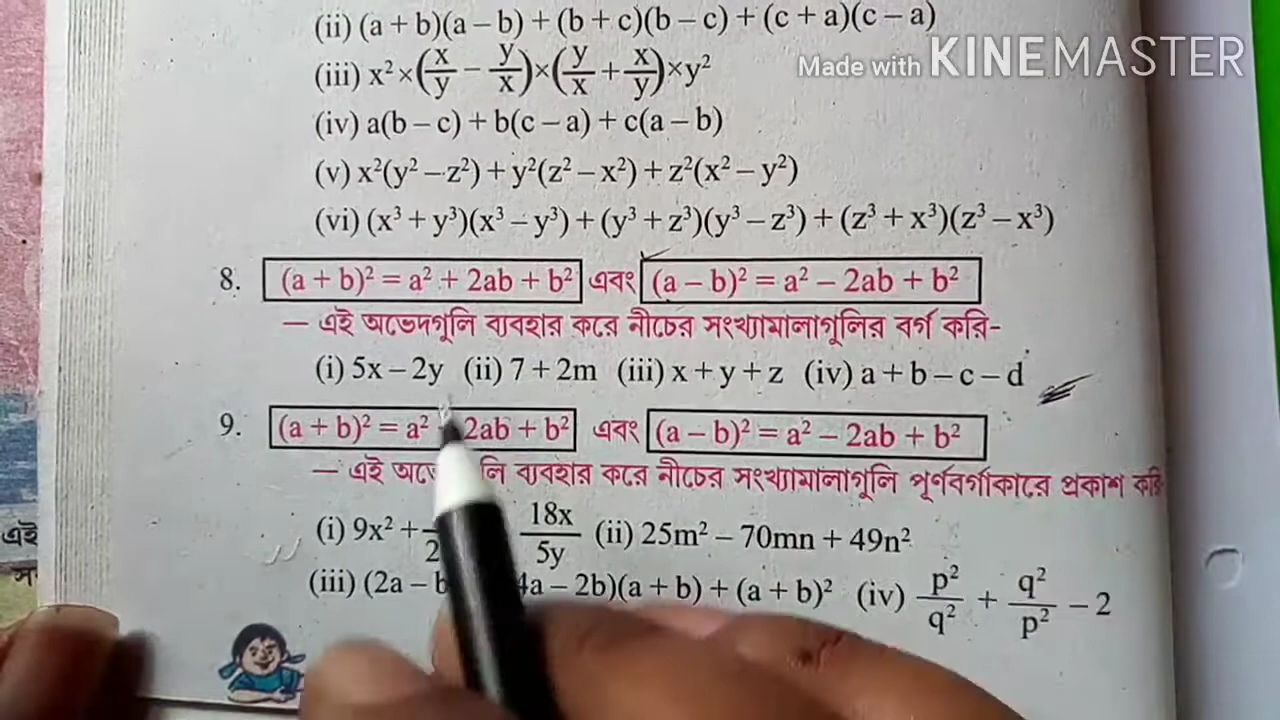 (ii) (a + b)(a – b) + (b + c)(b – c) + (c + a)(c – a)
Made with KINEMASTER
(iii) x² × (x/y – y/x) × (y/x + x/y) × y²
(iv) a(b – c) + b(c – a) + c(a – b)
(v) x²(y² – z²) + y²(z² – x²) + z²(x² – y²)
(vi) (x³ + y³)(x³ – y³) + (y³ + z³)(y³ – z³) + (z³ + x³)(z³ – x³)
8. (a + b)² = a² + 2ab + b² এবং (a – b)² = a² – 2ab + b²
— এই অভেদগুলি ব্যবহার করে নীচের সংখ্যামালাগুলির বর্গ করি-
(i) 5x – 2y (ii) 7 + 2m (iii) x + y + z (iv) a + b – c – d
9. (a + b)² = a² 2ab + b² এবং (a – b)² = a² – 2ab + b²
— এই ব্যবহার করে নীচের সংখ্যামালাগুলি পূর্ণবর্গাকারে প্রকাশ
(i) 9x² + 18x/5y (ii) 25m² – 70mn + 49n²
(iii) (2a – 4a – 2b)(a + b) + (a + b)² (iv) p²/q² + q²/p² – 2
এই